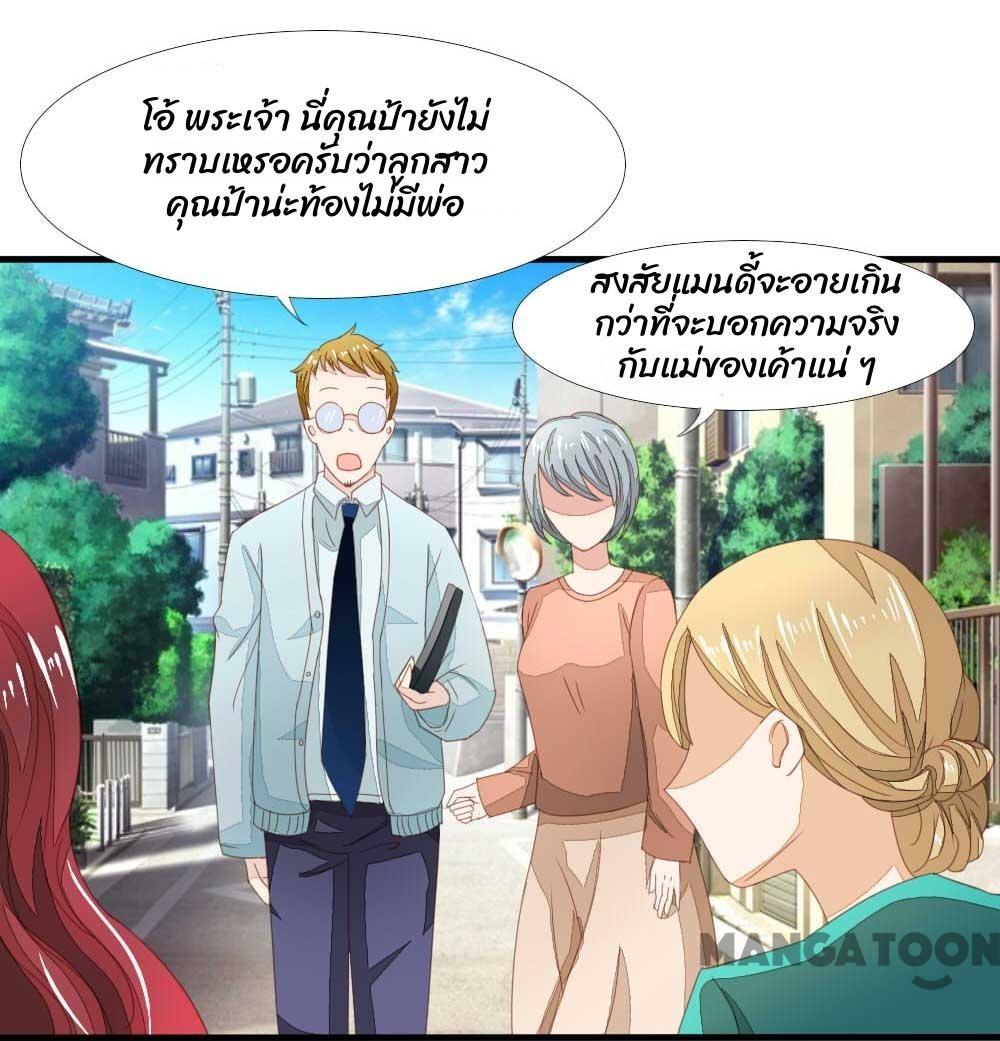 โอ้ พระเจ้า นี่คุณป้ายังไม่
ทราบเหรอครับว่าลูกสาว
คุณป้าน่ะท้องไม่มีพ่อ
สงสัยแมนดี้จะอายเกิน
กว่าที่จะบอกความจริง
กับแม่ของเค้าแน่ ๆ
MANGATOON